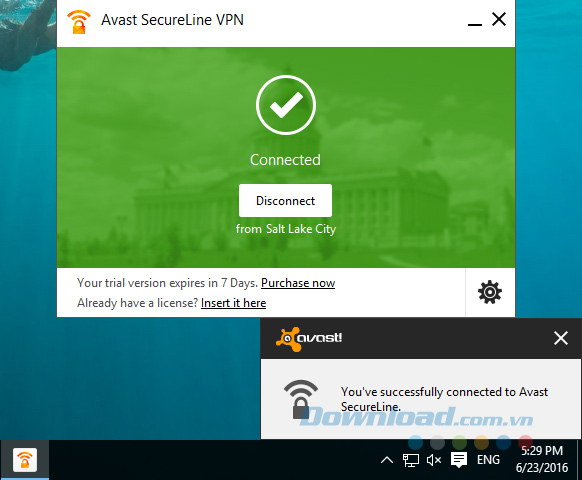 Avast SecureLine VPN
Connected
Disconnect
from Salt Lake City
Your trial version expires in 7 Days. Purchase now
Already have a license? Insert it here
avast!
You've successfully connected to Avast
SecureLine.
Download.com.vn
ENG
5:29 PM
6/23/2016